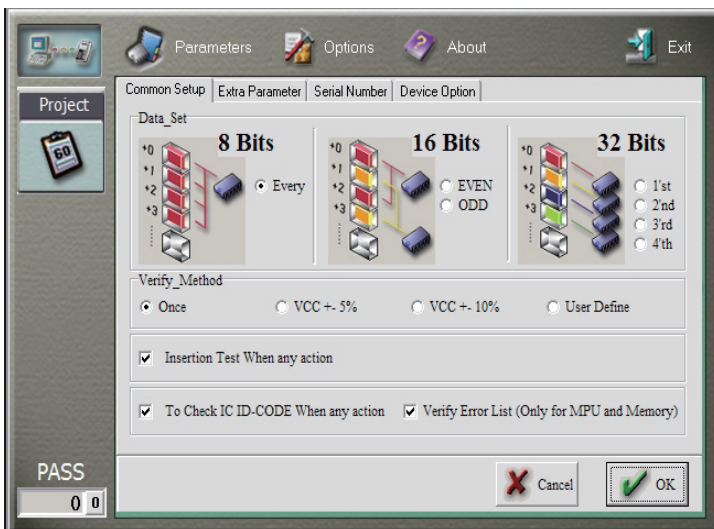 Parameters Options About Exit
Project
GO
Common Setup Extra Parameter Serial Number Device Option
Data_Set
8 Bits 16 Bits 32 Bits
+0 +0 +0
+1 +1 +1
+2 +2 +2
+3 +3 +3
Every
EVEN
ODD
1'st
2'nd
3'rd
4'th
Verify_Method
Once VCC +- 5% VCC +- 10% User Define
Insertion Test When any action
To Check IC ID-CODE When any action Verify Error List (Only for MPU and Memory)
PASS
0 0
Cancel OK